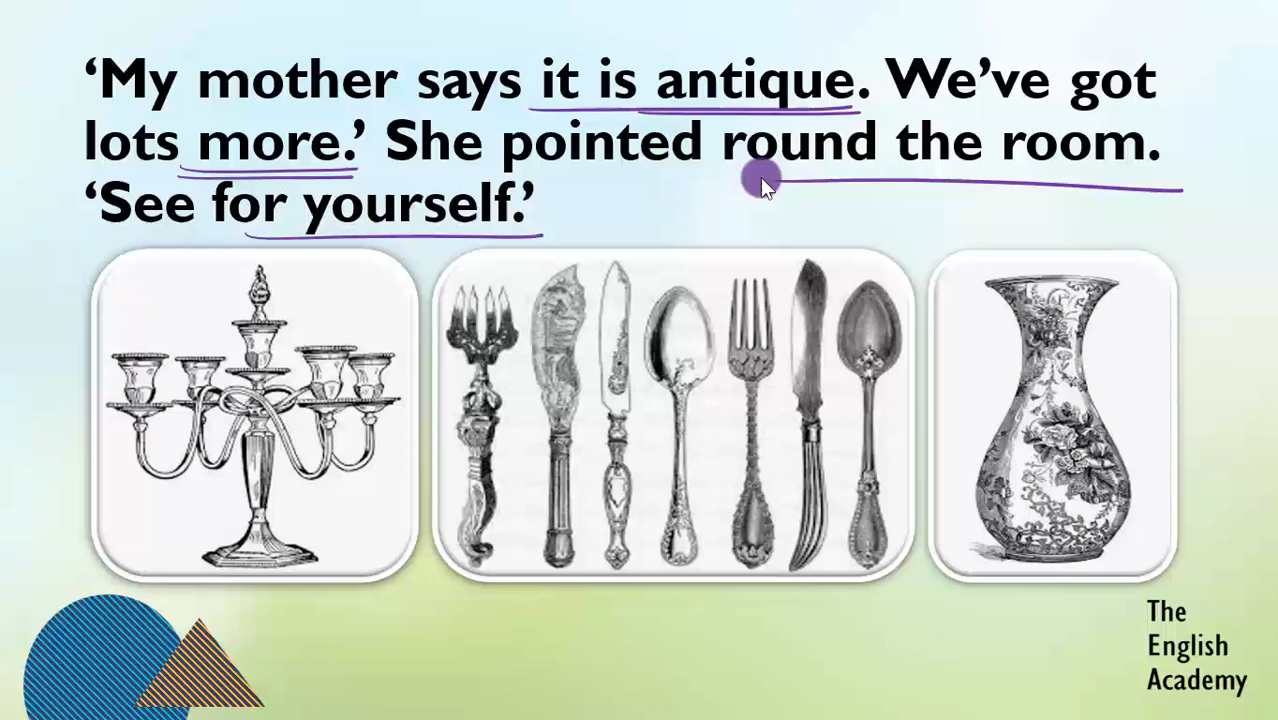 ‘My mother says it is antique. We’ve got
lots more.’ She pointed round the room.
‘See for yourself.’
The
English
Academy